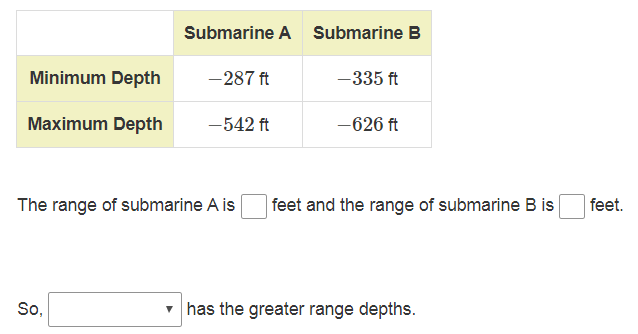 Submarine A Submarine B
Minimum Depth −287 ft −335 ft
Maximum Depth −542 ft −626 ft
The range of submarine A is feet and the range of submarine B is feet.
So, has the greater range depths.